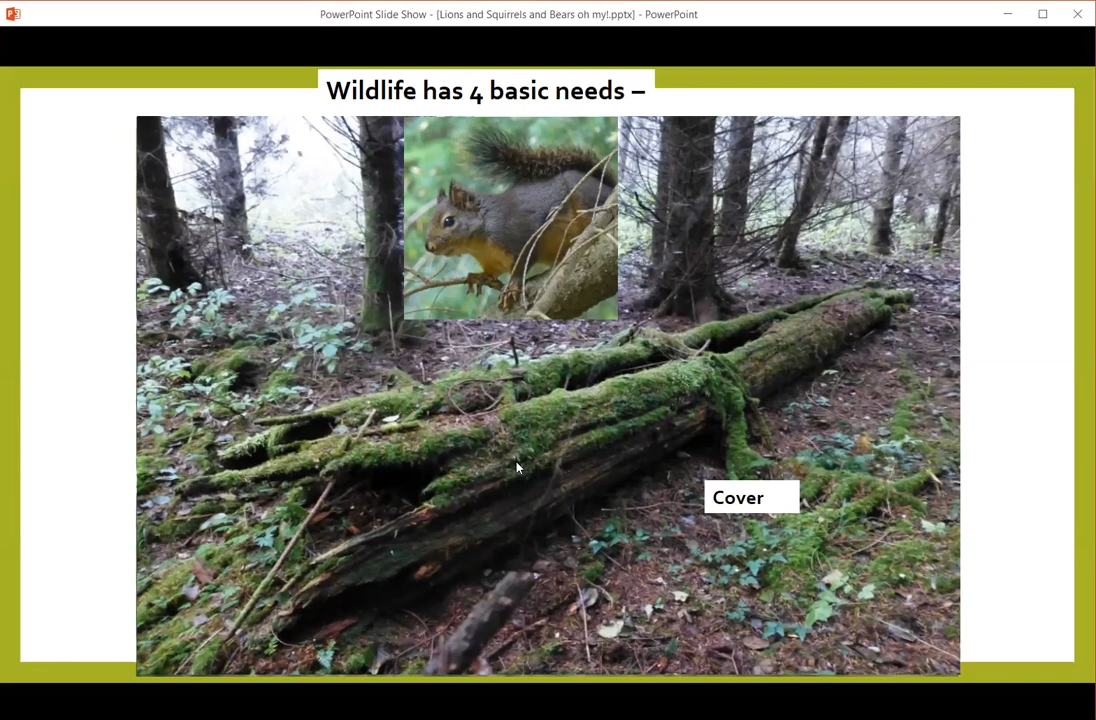 PowerPoint Slide Show - [Lions and Squirrels and Bears oh my!.pptx] - PowerPoint
Wildlife has 4 basic needs –
Cover